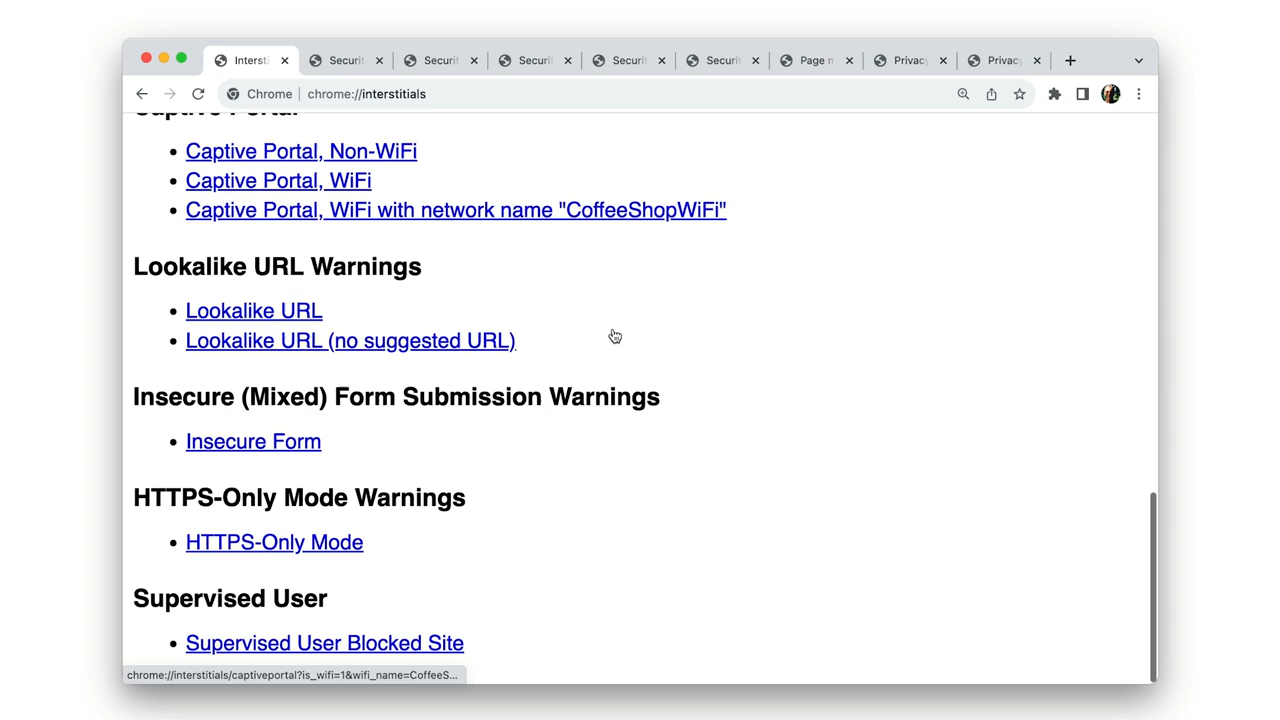 Intersti
Securit
Securit
Securit
Securit
Securit
Page m
Privacy
Privacy
Chrome
chrome://interstitials
Captive Portal
Captive Portal, Non-WiFi
Captive Portal, WiFi
Captive Portal, WiFi with network name "CoffeeShopWiFi"
Lookalike URL Warnings
Lookalike URL
Lookalike URL (no suggested URL)
Insecure (Mixed) Form Submission Warnings
Insecure Form
HTTPS-Only Mode Warnings
HTTPS-Only Mode
Supervised User
Supervised User Blocked Site
chrome://interstitials/captiveportal?is_wifi=1&wifi_name=CoffeeS...